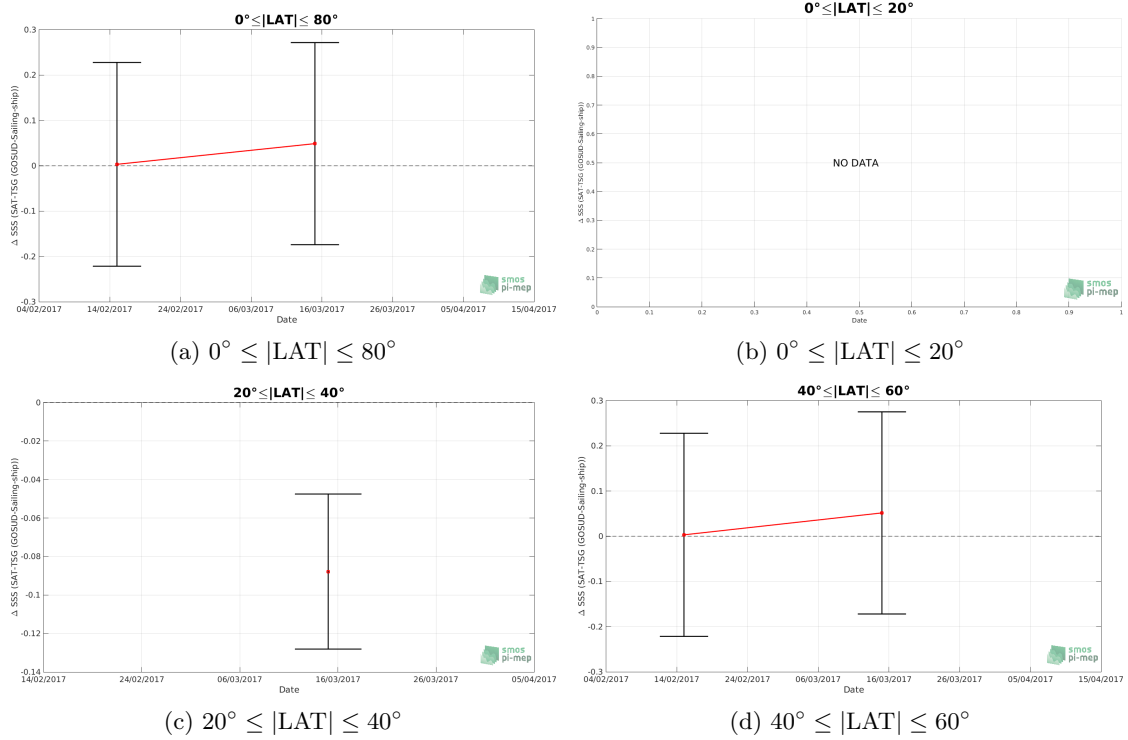 0°≤|LAT|≤ 80°
Δ SSS (SAT-TSG (GOSUD-Sailing-ship))
0.3
0.2
0.1
0
-0.1
-0.2
-0.3
04/02/2017 14/02/2017 24/02/2017 06/03/2017 16/03/2017 26/03/2017 05/04/2017 15/04/2017
Date
smos
pi-mep
(a) 0° ≤ |LAT| ≤ 80°
0°≤|LAT|≤ 20°
Δ SSS (SAT-TSG (GOSUD-Sailing-ship))
1
0.9
0.8
0.7
0.6
0.5
0.4
0.3
0.2
0.1
0
NO DATA
0 0.1 0.2 0.3 0.4 0.5 0.6 0.7 0.8 0.9 1
Date
smos
pi-mep
(b) 0° ≤ |LAT| ≤ 20°
20°≤|LAT|≤ 40°
Δ SSS (SAT-TSG (GOSUD-Sailing-ship))
0
-0.02
-0.04
-0.06
-0.08
-0.1
-0.12
-0.14
14/02/2017 24/02/2017 06/03/2017 16/03/2017 26/03/2017 05/04/2017
Date
smos
pi-mep
(c) 20° ≤ |LAT| ≤ 40°
40°≤|LAT|≤ 60°
Δ SSS (SAT-TSG (GOSUD-Sailing-ship))
0.3
0.2
0.1
0
-0.1
-0.2
-0.3
04/02/2017 14/02/2017 24/02/2017 06/03/2017 16/03/2017 26/03/2017 05/04/2017 15/04/2017
Date
smos
pi-mep
(d) 40° ≤ |LAT| ≤ 60°